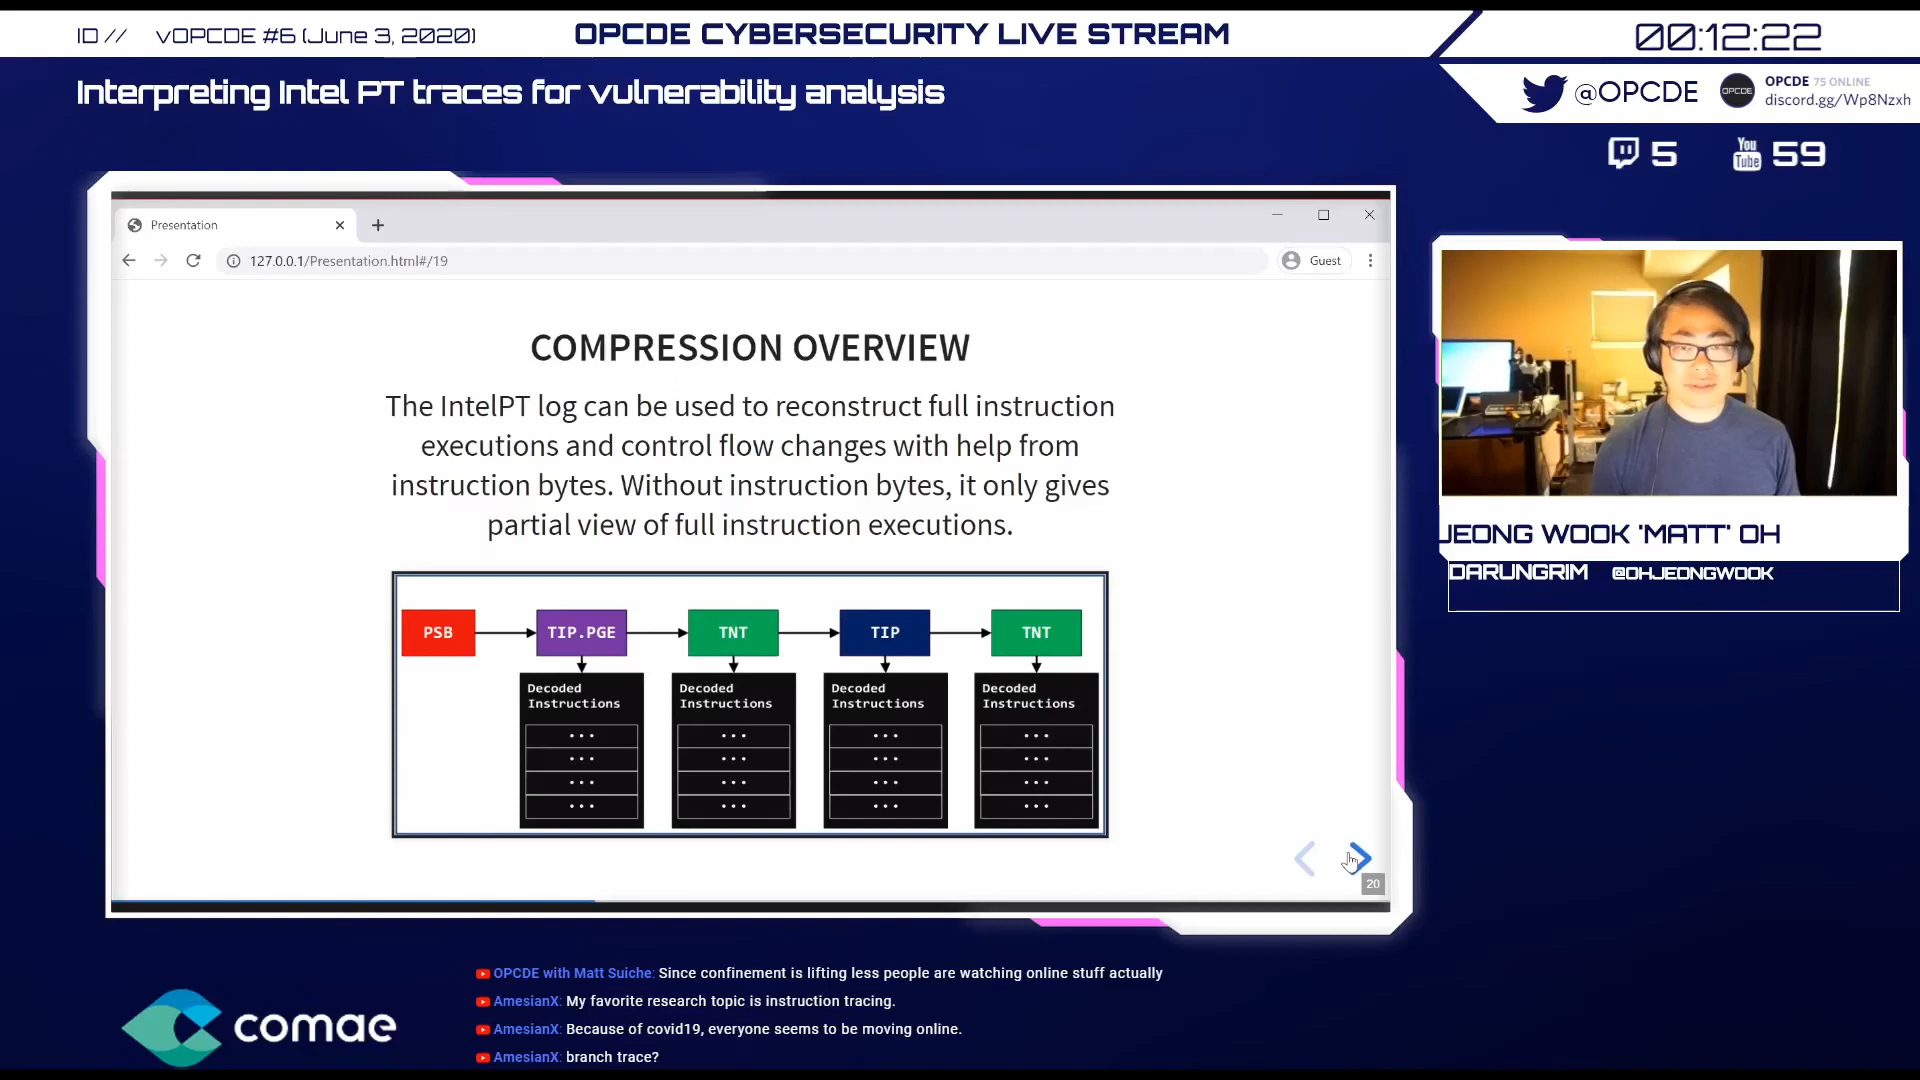 ID // vOPCDE #6 (June 3, 2020)
OPCDE CYBERSECURITY LIVE STREAM
00:12:22
Interpreting Intel PT traces for vulnerability analysis
@OPCDE
OPCDE
OPCDE 75 ONLINE
discord.gg/Wp8Nzxh
5
You Tube 59
Presentation
127.0.0.1/Presentation.html#/19
Guest
COMPRESSION OVERVIEW
The IntelPT log can be used to reconstruct full instruction
executions and control flow changes with help from
instruction bytes. Without instruction bytes, it only gives
partial view of full instruction executions.
PSB TIP.PGE TNT TIP TNT
Decoded Decoded Decoded Decoded
Instructions Instructions Instructions Instructions
... ... ... ...
... ... ... ...
... ... ... ...
... ... ... ...
20
JEONG WOOK 'MATT' OH
DARUNGRIM @OHJEONGWOOK
comae
OPCDE with Matt Suiche: Since confinement is lifting less people are watching online stuff actually
AmesianX: My favorite research topic is instruction tracing.
AmesianX: Because of covid19, everyone seems to be moving online.
AmesianX: branch trace?